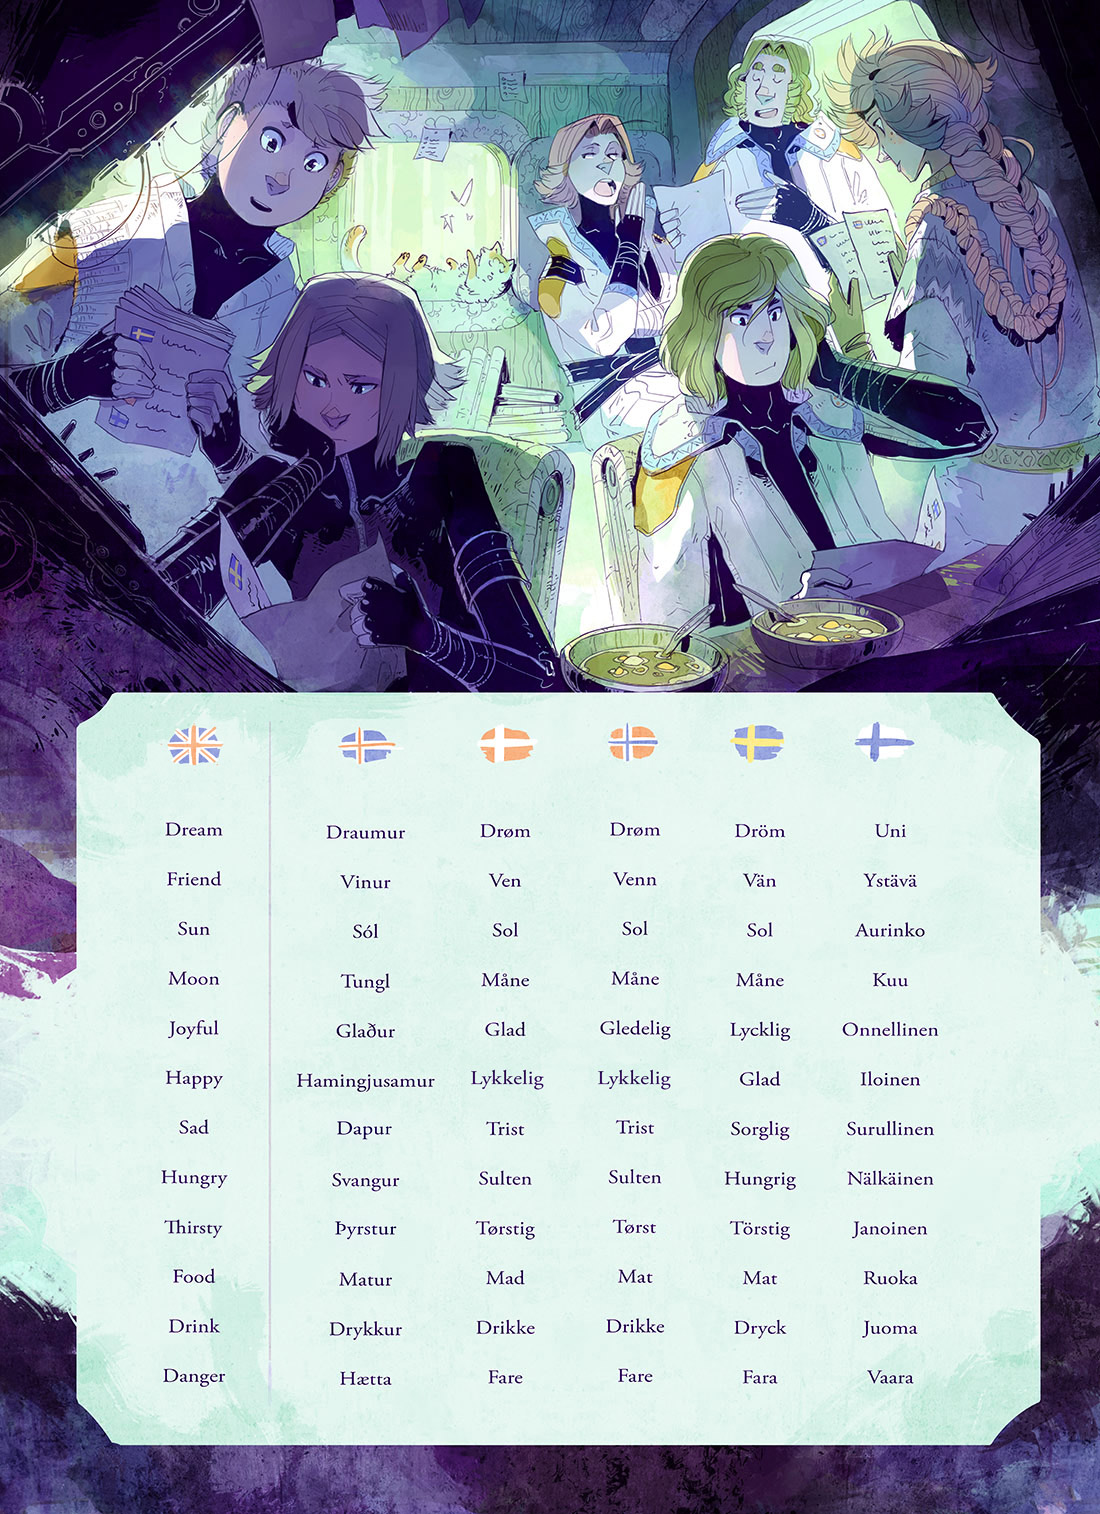 Dream Draumur Drøm Drøm Dröm Uni
Friend Vinur Ven Venn Vän Ystävä
Sun Sól Sol Sol Sol Aurinko
Moon Tungl Måne Måne Måne Kuu
Joyful Glaður Glad Gledelig Lycklig Onnellinen
Happy Hamingjusamur Lykkelig Lykkelig Glad Iloinen
Sad Dapur Trist Trist Sorglig Surullinen
Hungry Svangur Sulten Sulten Hungrig Nälkäinen
Thirsty Þyrstur Tørstig Tørst Törstig Janoinen
Food Matur Mad Mat Mat Ruoka
Drink Drykkur Drikke Drikke Dryck Juoma
Danger Hætta Fare Fare Fara Vaara